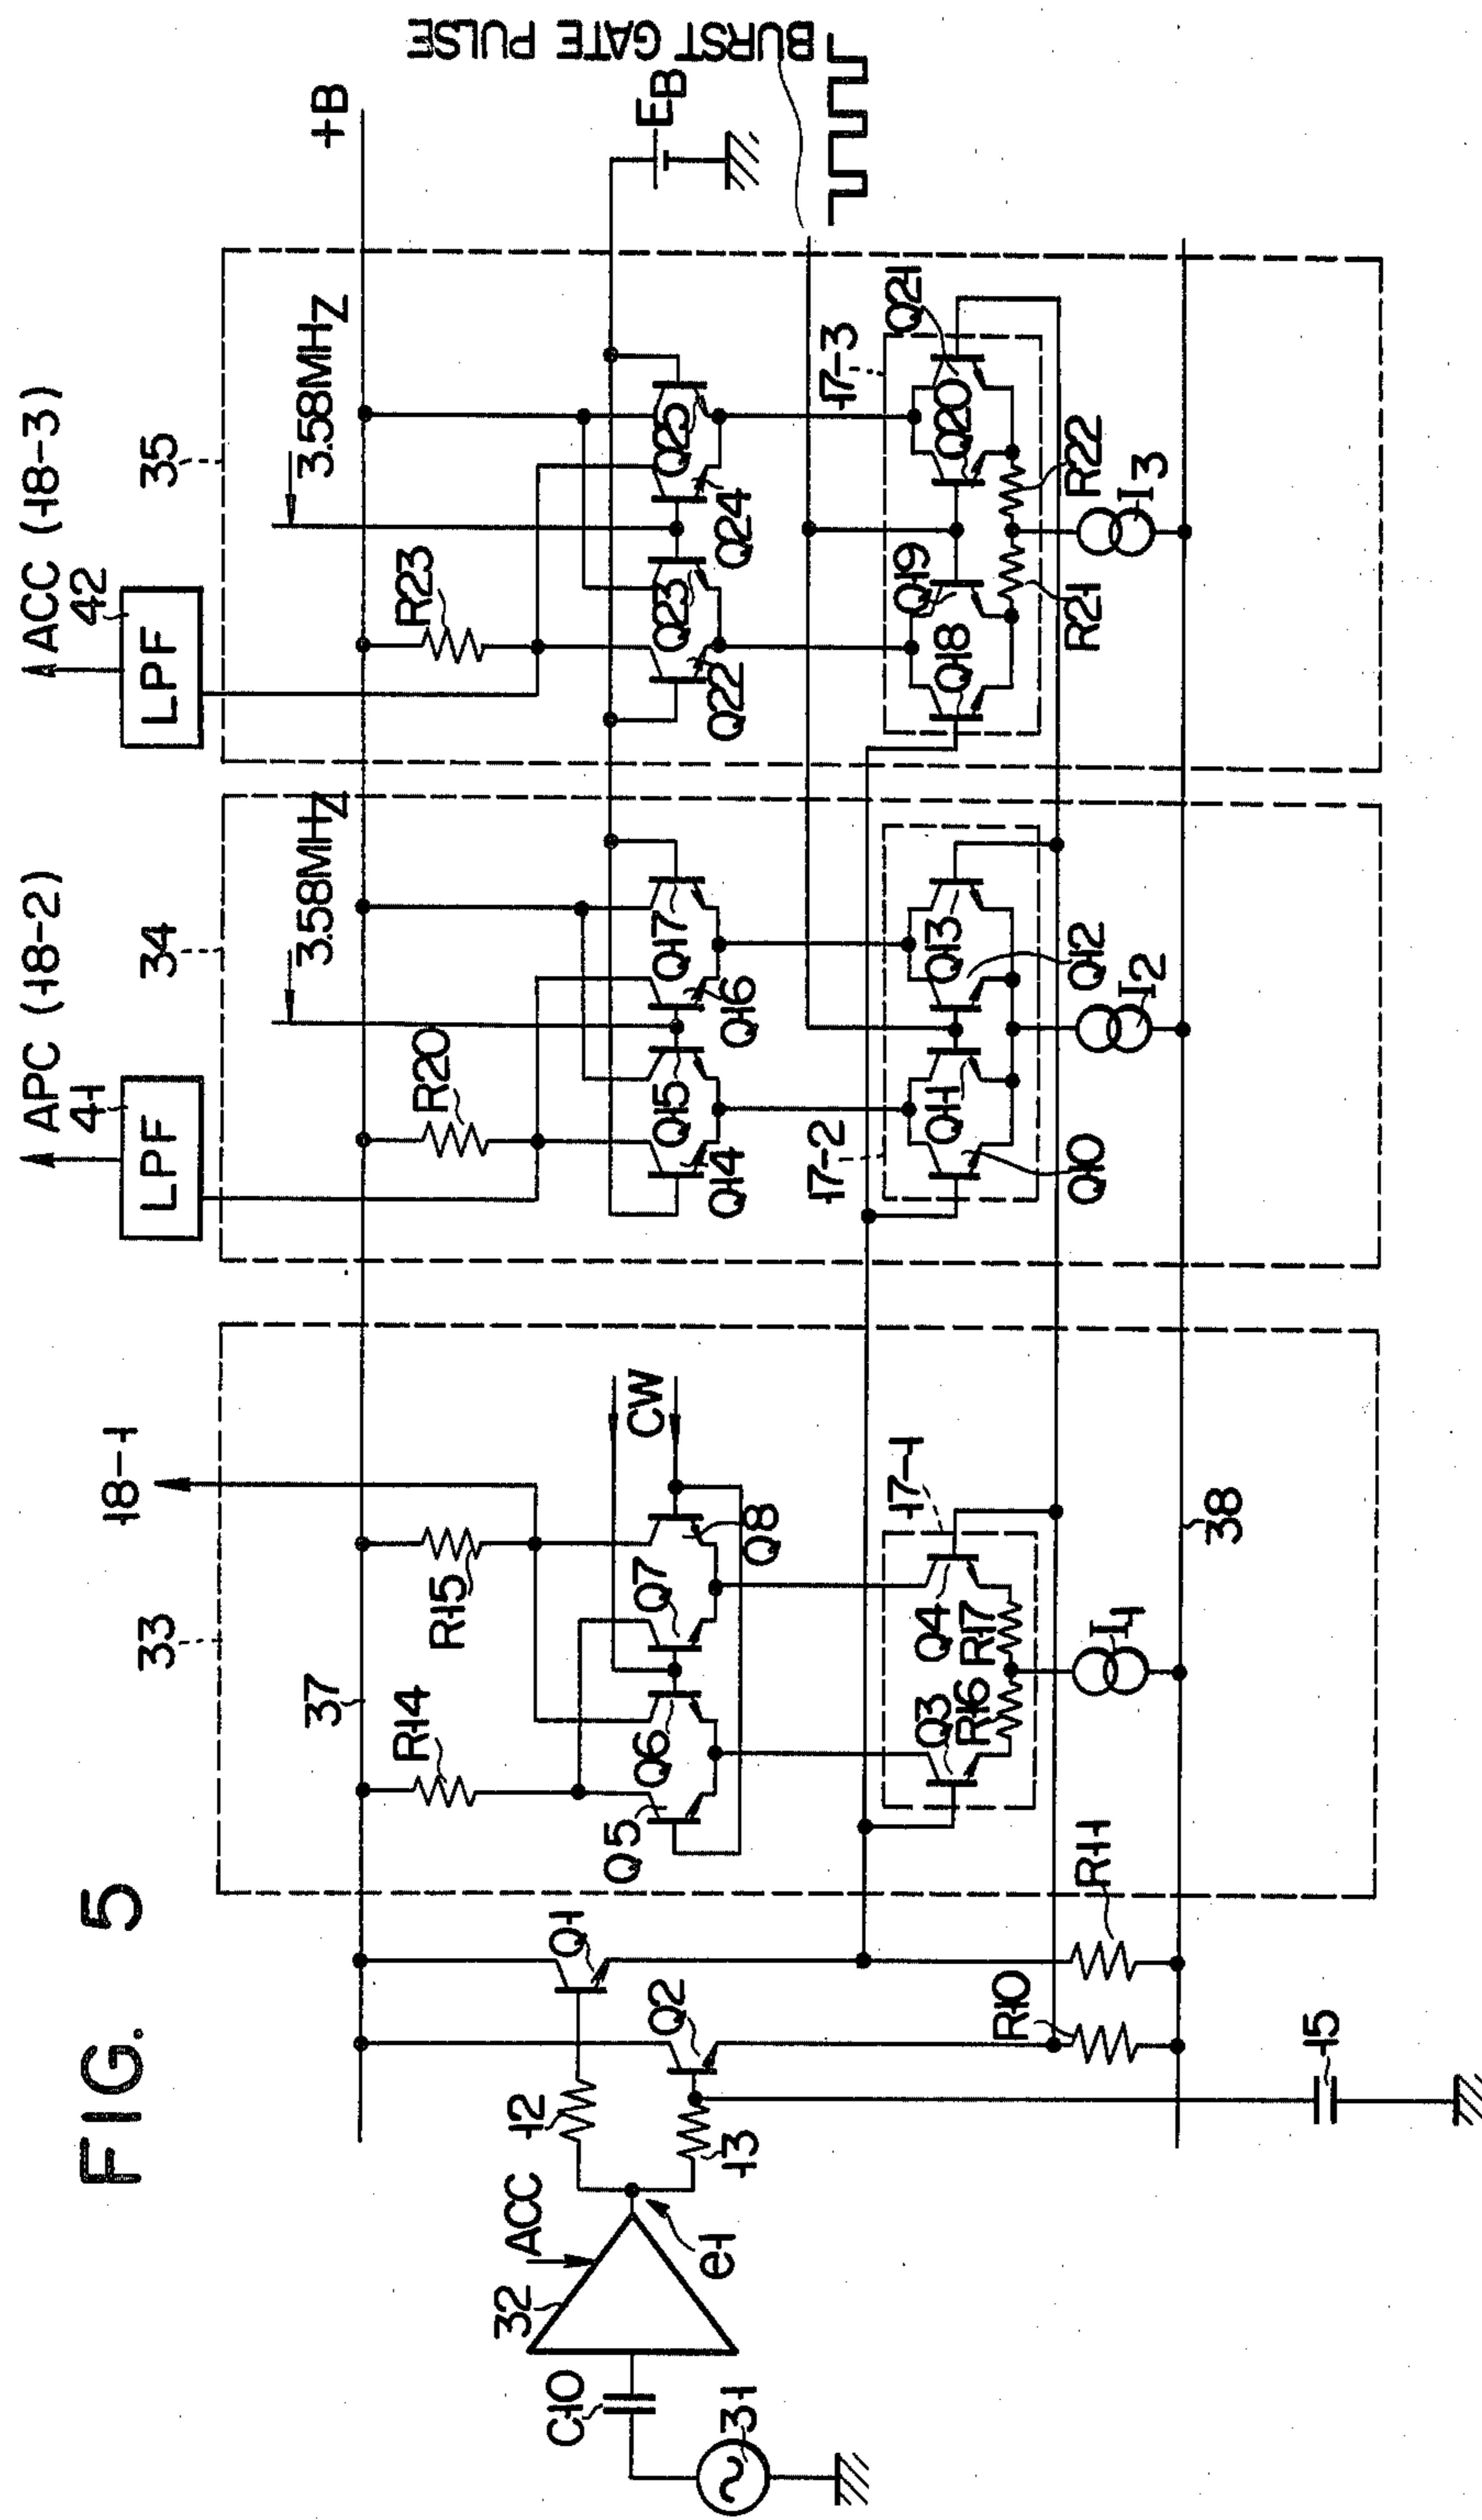 FIG. 5
33
18-1
34
APC (18-2)
41
LPF
35
ACC (18-3)
42
LPF
37
R14
R15
R20
3.58MHZ
R23
3.58MHZ
+B
ACC
32
12
Q1
Q5
Q6
Q7
CW
Q14
Q15
Q16
Q17
Q22
Q23
Q24
Q25
EB
BURST GATE PULSE
C10
31
e1
13
Q2
Q8
17-1
17-2
17-3
Q3
Q4
R16
R17
Q11
Q13
Q18
Q19
Q20
Q21
R10
R11
I1
Q10
Q12
I2
R21
R22
I3
15
38